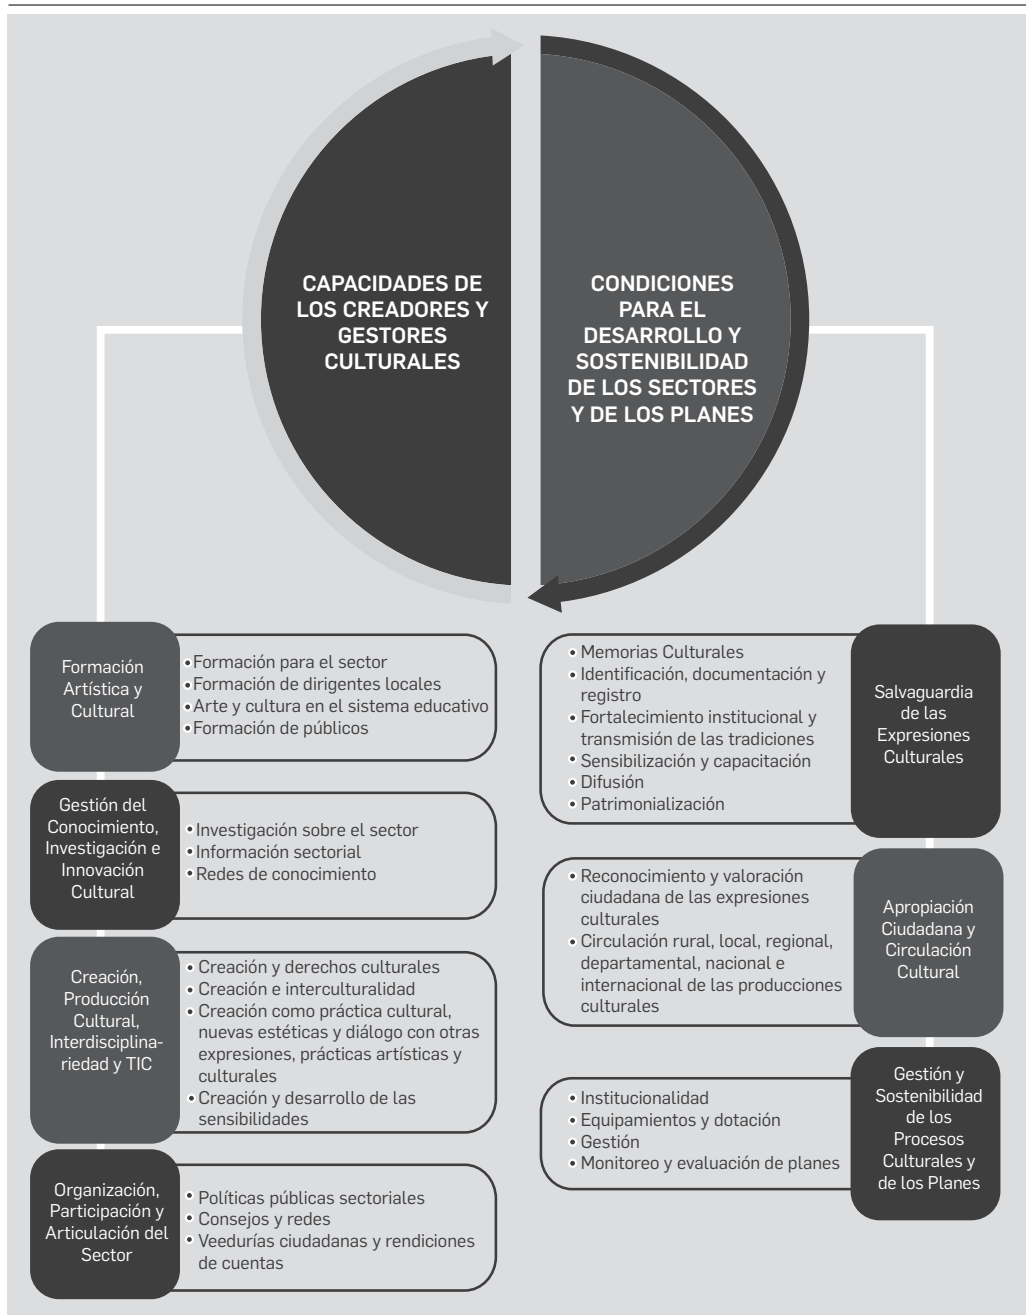 CAPACIDADES DE
LOS CREADORES Y
GESTORES
CULTURALES
CONDICIONES
PARA EL
DESARROLLO Y
SOSTENIBILIDAD
DE LOS SECTORES
Y DE LOS PLANES
Formación
Artística y
Cultural
• Formación para el sector
• Formación de dirigentes locales
• Arte y cultura en el sistema educativo
• Formación de públicos
Gestión del
Conocimiento,
Investigación e
Innovación
Cultural
• Investigación sobre el sector
• Información sectorial
• Redes de conocimiento
Creación,
Producción
Cultural,
Interdisciplina-
riedad y TIC
• Creación y derechos culturales
• Creación e interculturalidad
• Creación como práctica cultural,
nuevas estéticas y diálogo con otras
expresiones, prácticas artísticas y
culturales
• Creación y desarrollo de las
sensibilidades
Organización,
Participación y
Articulación del
Sector
• Políticas públicas sectoriales
• Consejos y redes
• Veedurías ciudadanas y rendiciones
de cuentas
• Memorias Culturales
• Identificación, documentación y
registro
• Fortalecimiento institucional y
transmisión de las tradiciones
• Sensibilización y capacitación
• Difusión
• Patrimonialización
Salvaguardia
de las
Expresiones
Culturales
• Reconocimiento y valoración
ciudadana de las expresiones
culturales
• Circulación rural, local, regional,
departamental, nacional e
internacional de las producciones
culturales
Apropiación
Ciudadana y
Circulación
Cultural
• Institucionalidad
• Equipamientos y dotación
• Gestión
• Monitoreo y evaluación de planes
Gestión y
Sostenibilidad
de los
Procesos
Culturales y
de los Planes